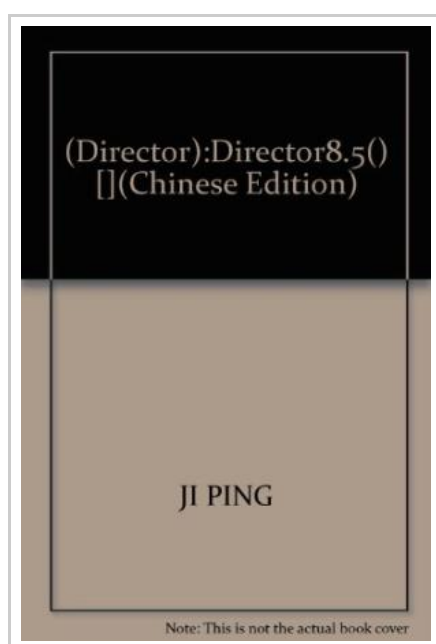 (Director):Director8.5()
[](Chinese Edition)
JI PING
Note: This is not the actual book cover